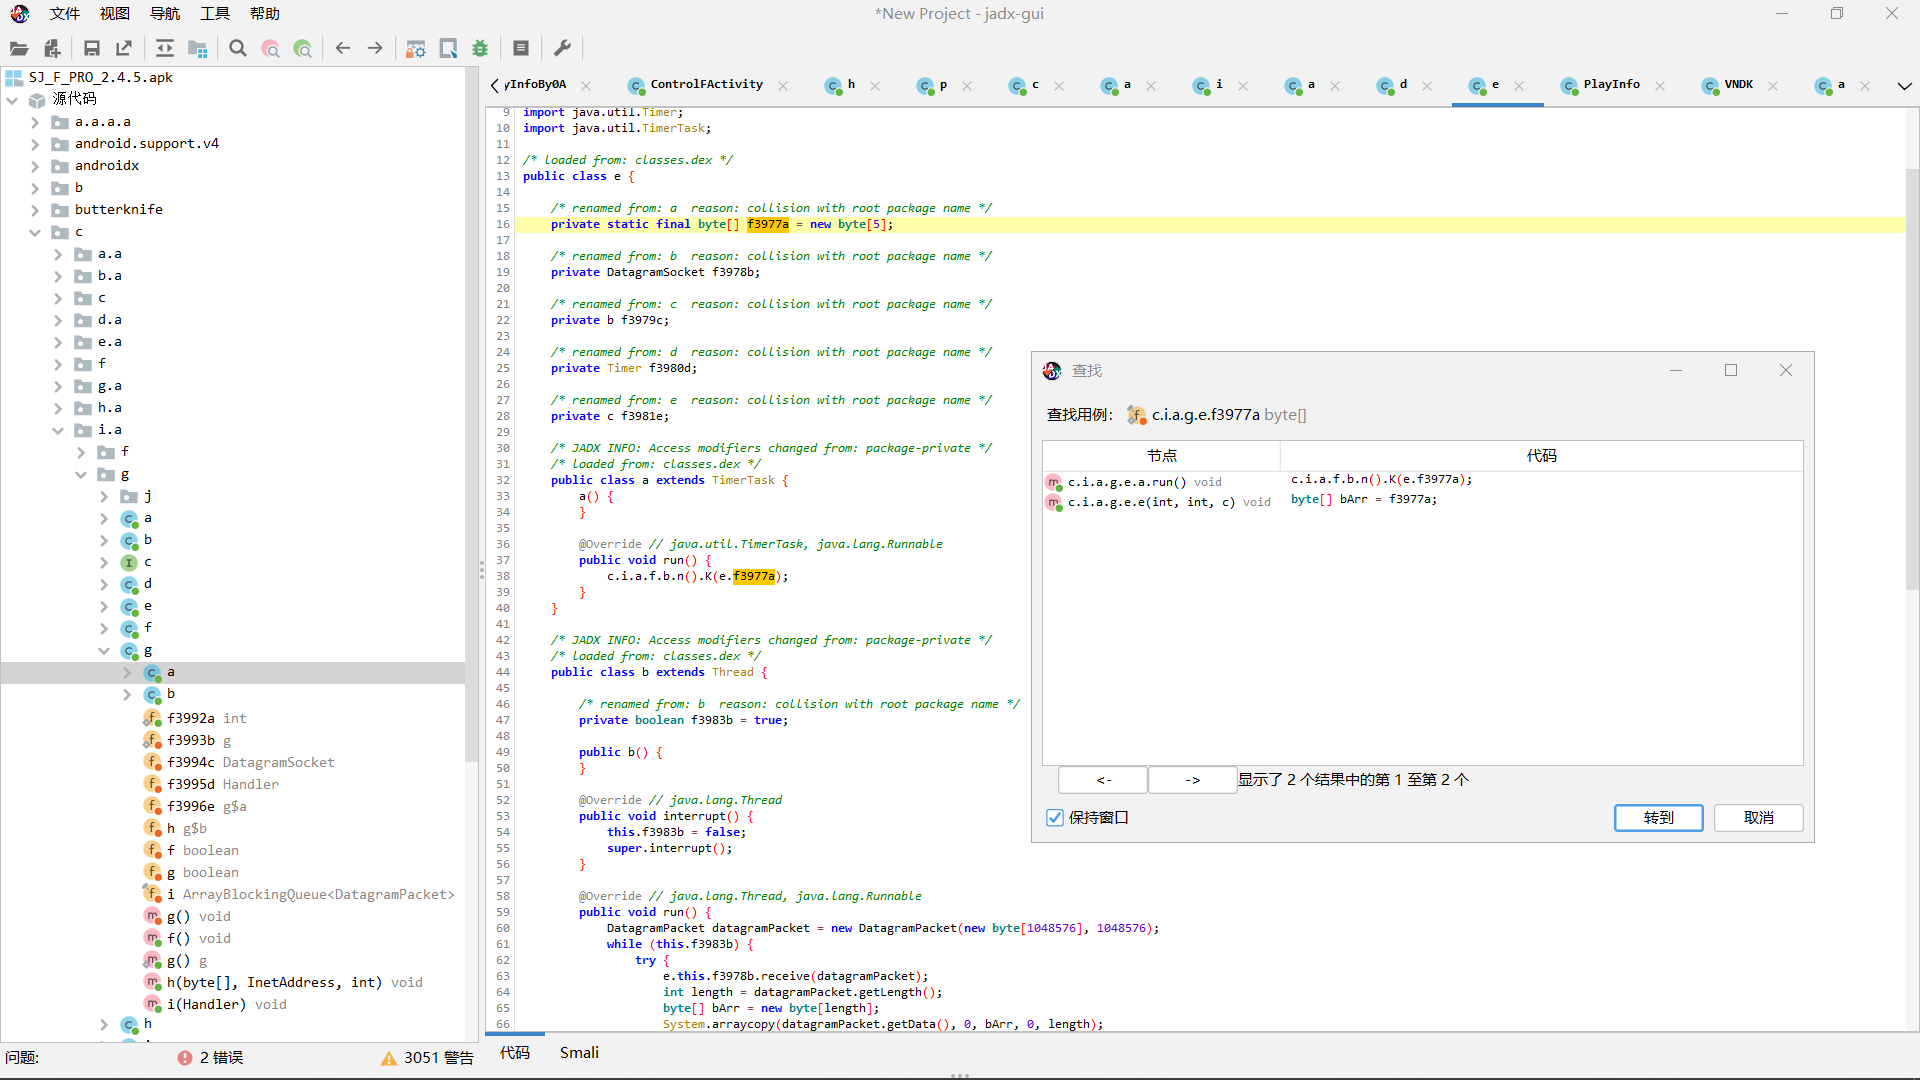 文件 视图 导航 工具 帮助
*New Project - jadx-gui
SJ_F_PRO_2.4.5.apk
源代码
a.a.a.a
android.support.v4
androidx
b
butterknife
c
a.a
b.a
c
d.a
e.a
f
g.a
h.a
i.a
f
g
j
a
b
c
d
e
f
g
a
b
f3992a int
f3993b g
f3994c DatagramSocket
f3995d Handler
f3996e g$a
h g$b
f boolean
g boolean
i ArrayBlockingQueue<DatagramPacket>
g() void
f() void
g() g
h(byte[], InetAddress, int) void
i(Handler) void
h
问题: 2 错误 3051 警告
yInfoBy0A ControlFActivity h p c a i a d e PlayInfo VNDK a
9 import java.util.Timer;
10 import java.util.TimerTask;
11
12 /* loaded from: classes.dex */
13 public class e {
14
15 /* renamed from: a reason: collision with root package name */
16 private static final byte[] f3977a = new byte[5];
17
18 /* renamed from: b reason: collision with root package name */
19 private DatagramSocket f3978b;
20
21 /* renamed from: c reason: collision with root package name */
22 private b f3979c;
23
24 /* renamed from: d reason: collision with root package name */
25 private Timer f3980d;
26
27 /* renamed from: e reason: collision with root package name */
28 private c f3981e;
29
30 /* JADX INFO: Access modifiers changed from: package-private */
31 /* loaded from: classes.dex */
32 public class a extends TimerTask {
33 a() {
34 }
35
36 @Override // java.util.TimerTask, java.lang.Runnable
37 public void run() {
38 c.i.a.f.b.n().K(e.f3977a);
39 }
40 }
41
42 /* JADX INFO: Access modifiers changed from: package-private */
43 /* loaded from: classes.dex */
44 public class b extends Thread {
45
46 /* renamed from: b reason: collision with root package name */
47 private boolean f3983b = true;
48
49 public b() {
50 }
51
52 @Override // java.lang.Thread
53 public void interrupt() {
54 this.f3983b = false;
55 super.interrupt();
56 }
57
58 @Override // java.lang.Thread, java.lang.Runnable
59 public void run() {
60 DatagramPacket datagramPacket = new DatagramPacket(new byte[1048576], 1048576);
61 while (this.f3983b) {
62 try {
63 e.this.f3978b.receive(datagramPacket);
64 int length = datagramPacket.getLength();
65 byte[] bArr = new byte[length];
66 System.arraycopy(datagramPacket.getData(), 0, bArr, 0, length);
代码 Smali
查找
查找用例: c.i.a.g.e.f3977a byte[]
节点 代码
c.i.a.g.e.a.run() void c.i.a.f.b.n().K(e.f3977a);
c.i.a.g.e.e(int, int, c) void byte[] bArr = f3977a;
<- -> 显示了 2 个结果中的第 1 至第 2 个
保持窗口 转到 取消